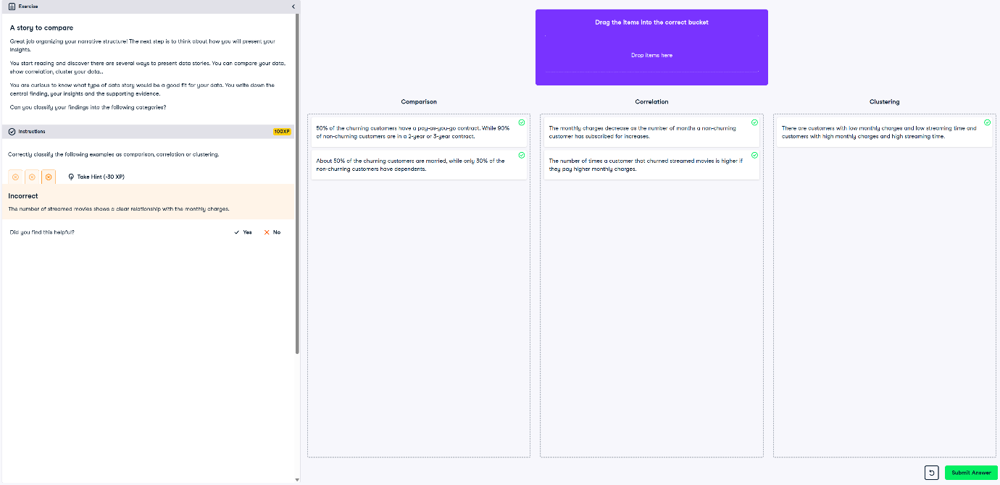 Exercise
A story to compare
Great job organizing your narrative structure! The next step is to think about how you will present your
insights.
You start reading and discover there are several ways to present data stories. You can compare your data,
show correlation, cluster your data...
You are curious to know what type of data story would be a good fit for your data. You write down the
central finding, your insights and the supporting evidence.
Can you classify your findings into the following categories?
Instructions
100XP
Correctly classify the following examples as comparison, correlation or clustering.
Take Hint (-30 XP)
Incorrect
The number of streamed movies shows a clear relationship with the monthly charges.
Did you find this helpful?
Yes
No
Drag the items into the correct bucket
Drop items here
Comparison
50% of the churning customers have a pay-as-you-go contract. While 90%
of non-churning customers are in a 2-year or 3-year contract.
About 50% of the churning customers are married, while only 30% of the
non-churning customers have dependents.
Correlation
The monthly charges decrease as the number of months a non-churning
customer has subscribed for increases.
The number of times a customer that churned streamed movies is higher if
they pay higher monthly charges.
Clustering
There are customers with low monthly charges and low streaming time and
customers with high monthly charges and high streaming time.
Submit Answer